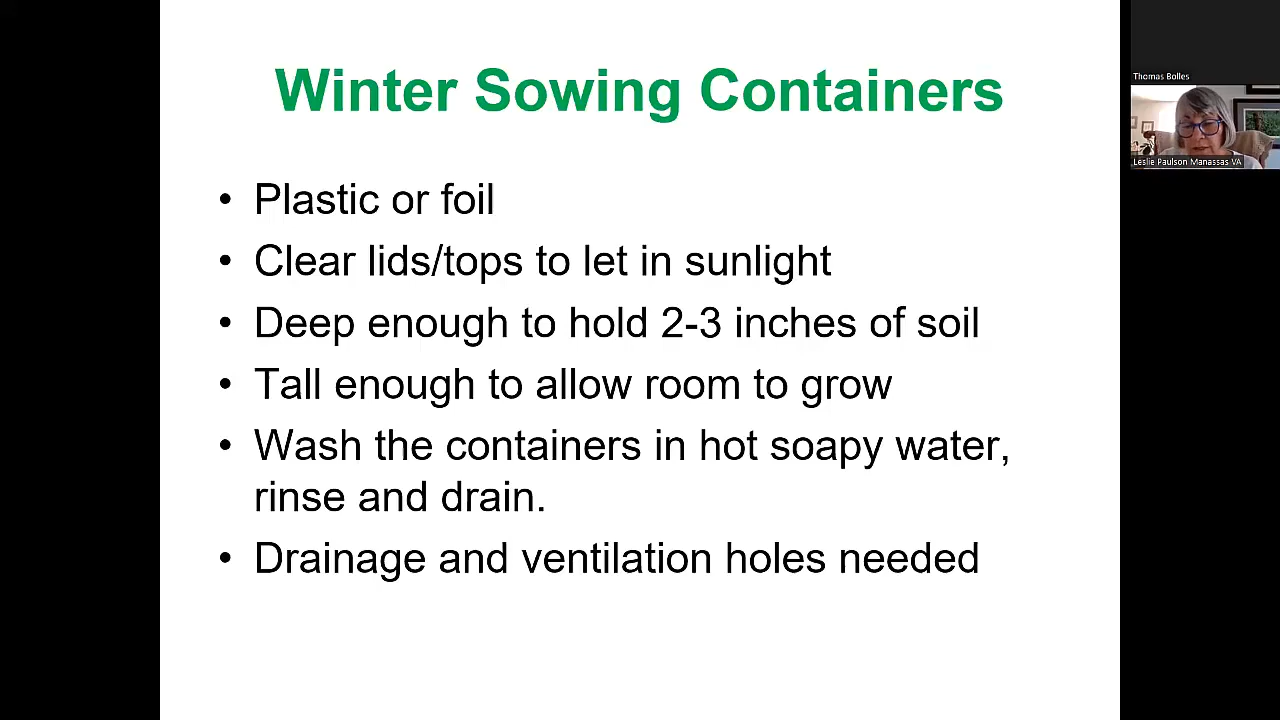 Winter Sowing Containers
• Plastic or foil
• Clear lids/tops to let in sunlight
• Deep enough to hold 2-3 inches of soil
• Tall enough to allow room to grow
• Wash the containers in hot soapy water,
rinse and drain.
• Drainage and ventilation holes needed
Thomas Bolles
Leslie Paulson Manassas VA